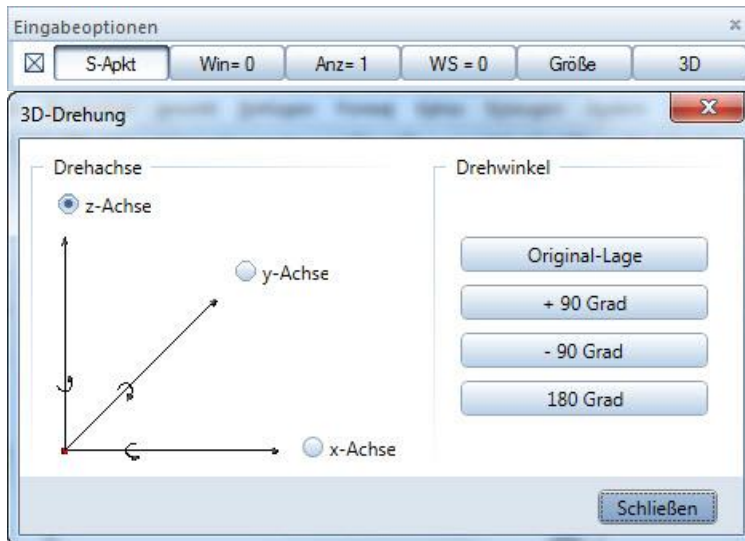 Eingabeoptionen
S-Apkt Win= 0 Anz= 1 WS = 0 Größe 3D
3D-Drehung
Drehachse
z-Achse
y-Achse
x-Achse
Drehwinkel
Original-Lage
+ 90 Grad
- 90 Grad
180 Grad
Schließen